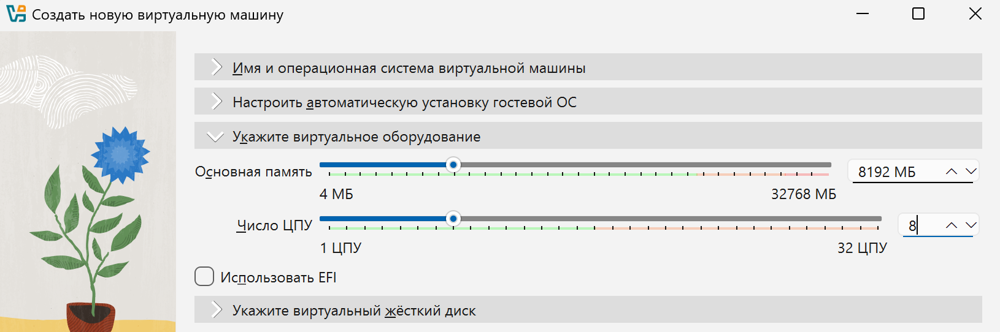 Создать новую виртуальную машину
Имя и операционная система виртуальной машины
Настроить автоматическую установку гостевой ОС
Укажите виртуальное оборудование
Основная память
8192 МБ
4 МБ
32768 МБ
Число ЦПУ
8
1 ЦПУ
32 ЦПУ
Использовать EFI
Укажите виртуальный жёсткий диск